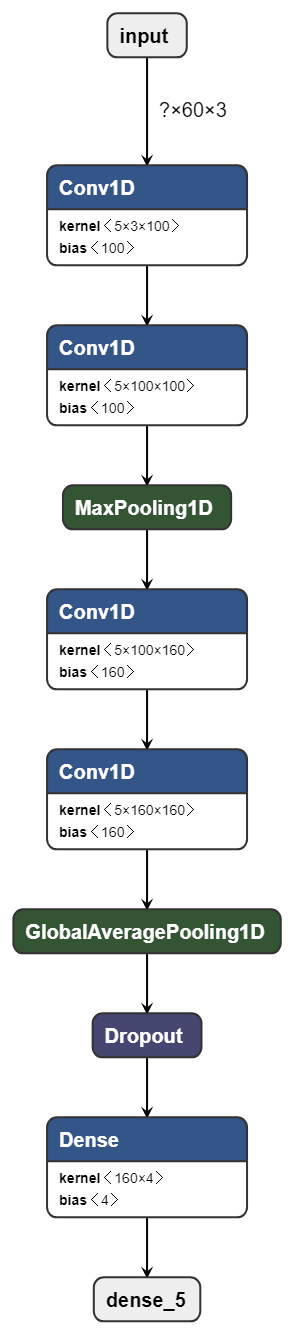 input
?×60×3
Conv1D
kernel〈5×3×100〉
bias〈100〉
Conv1D
kernel〈5×100×100〉
bias〈100〉
MaxPooling1D
Conv1D
kernel〈5×100×160〉
bias〈160〉
Conv1D
kernel〈5×160×160〉
bias〈160〉
GlobalAveragePooling1D
Dropout
Dense
kernel〈160×4〉
bias〈4〉
dense_5